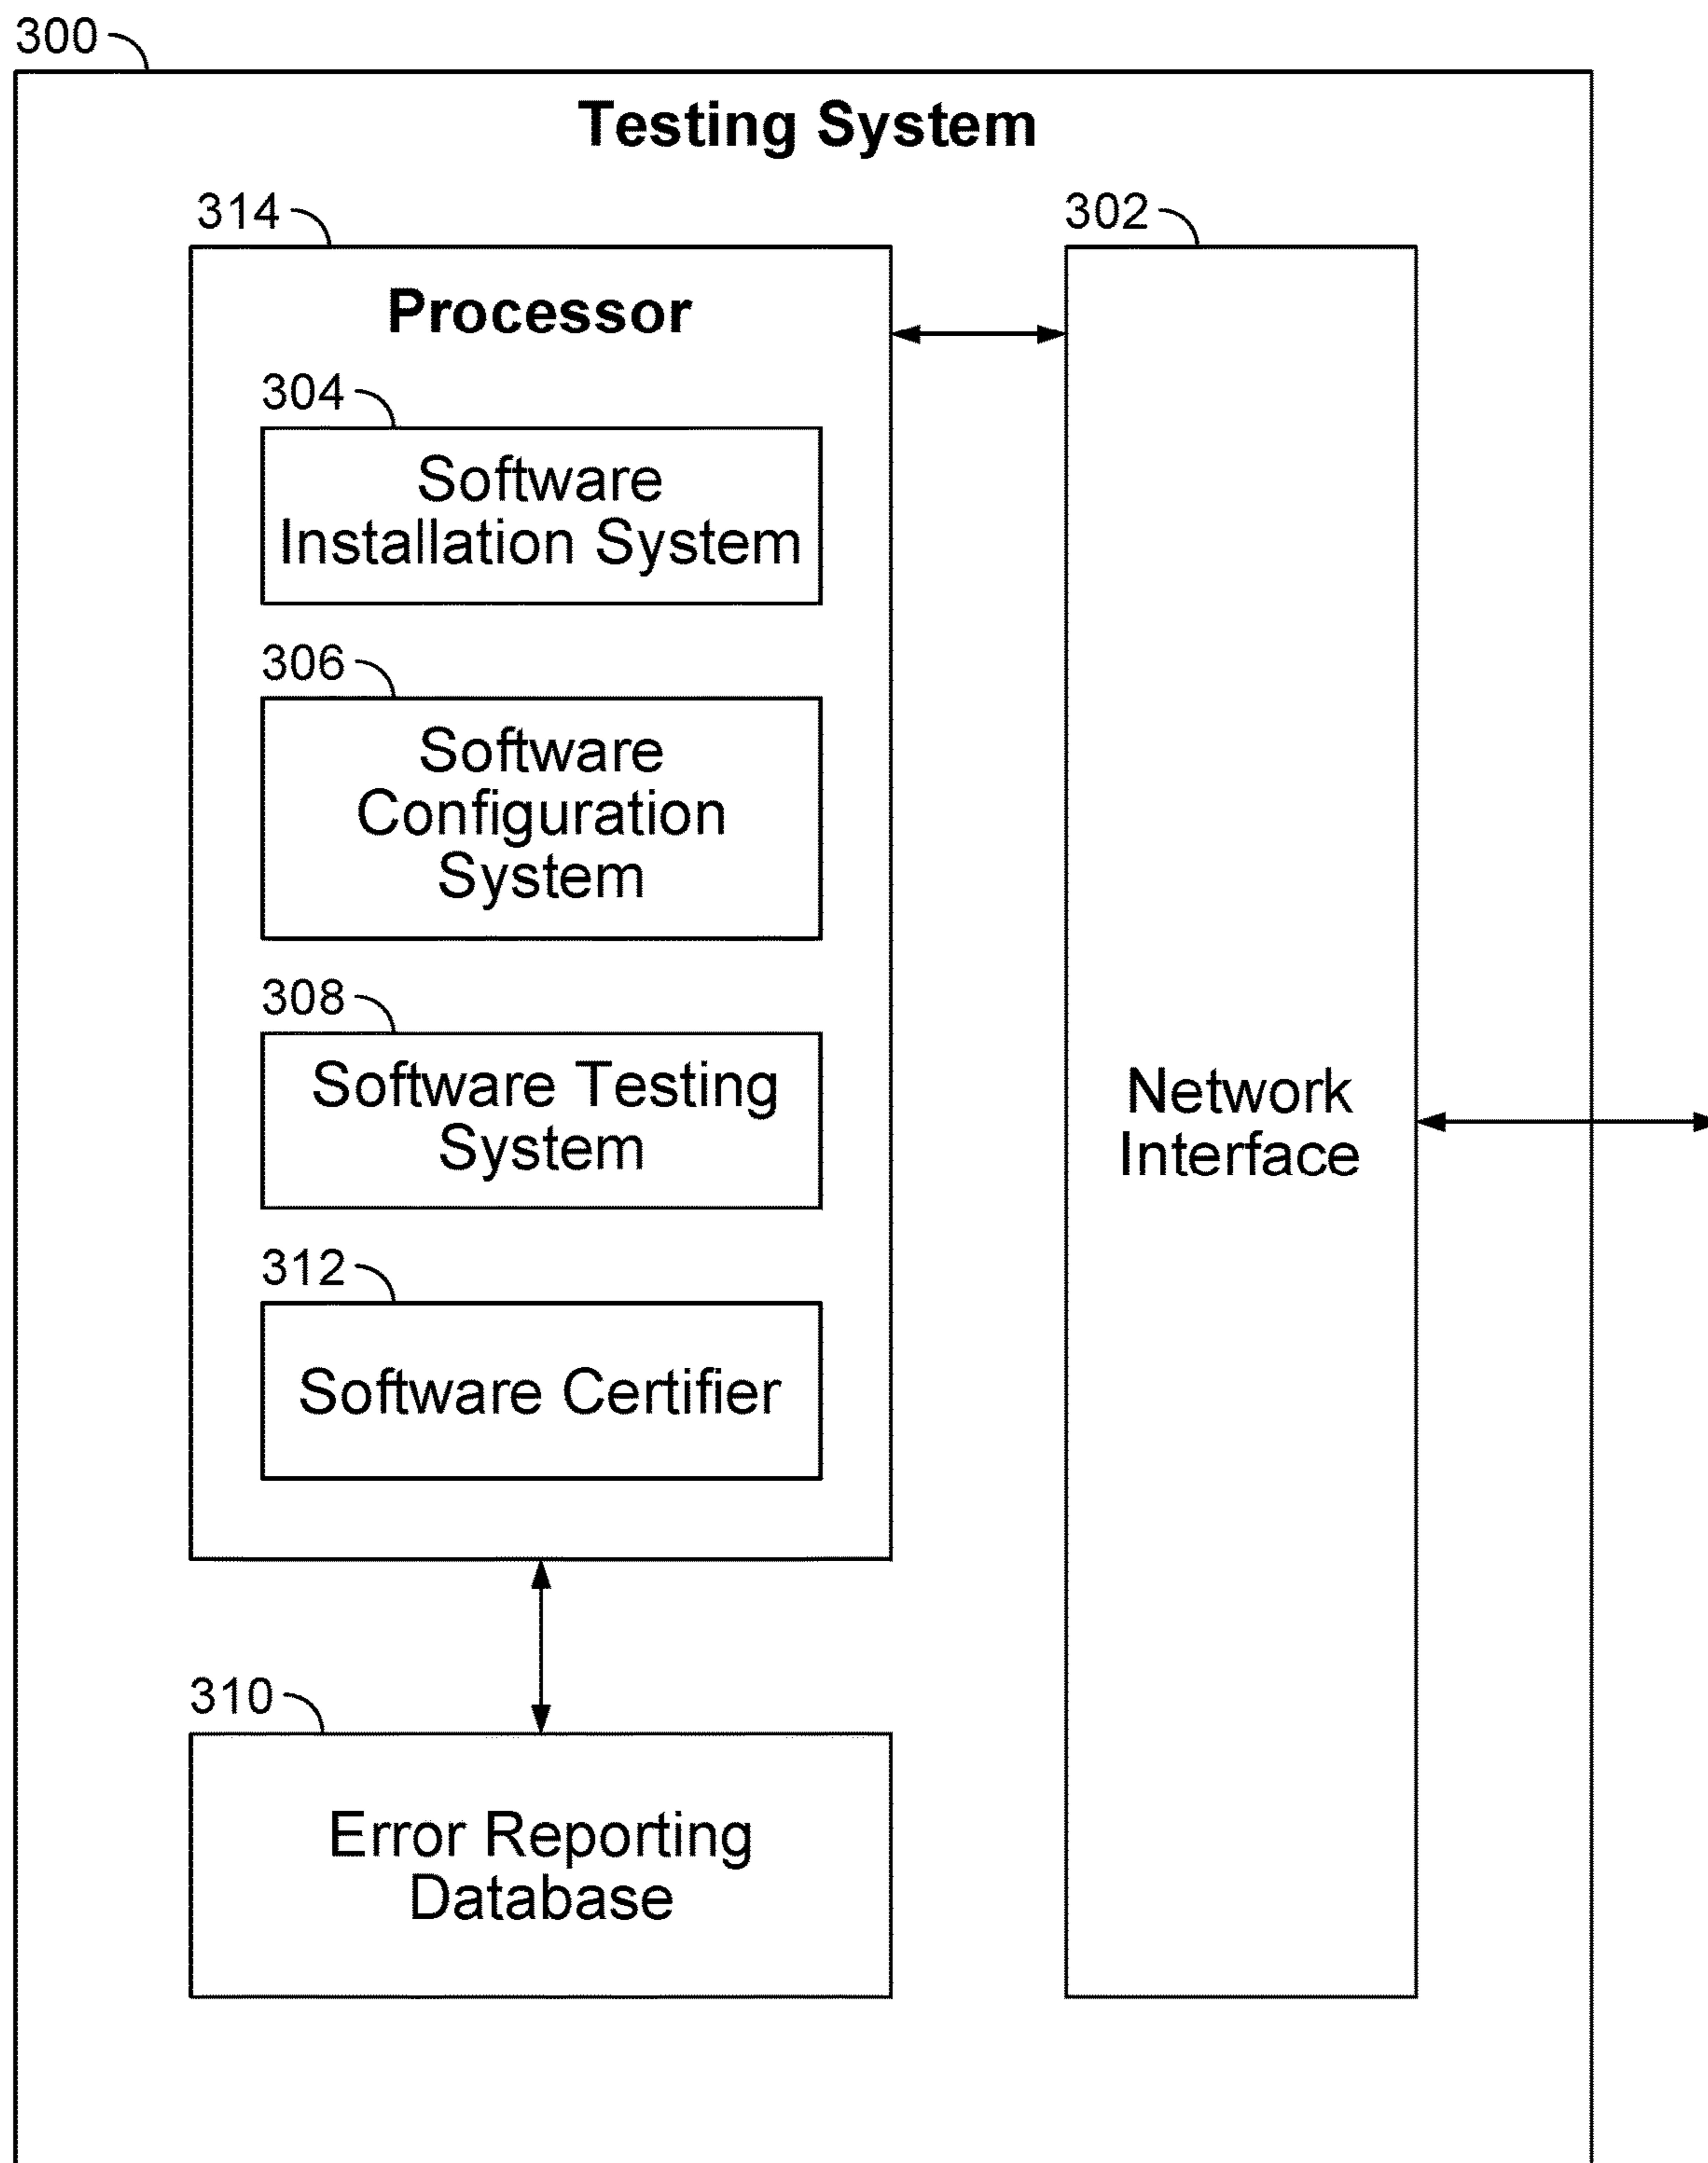 300
Testing System
314
302
Processor
304
Software
Installation System
306
Software
Configuration
System
308
Software Testing
System
Network
Interface
312
Software Certifier
310
Error Reporting
Database